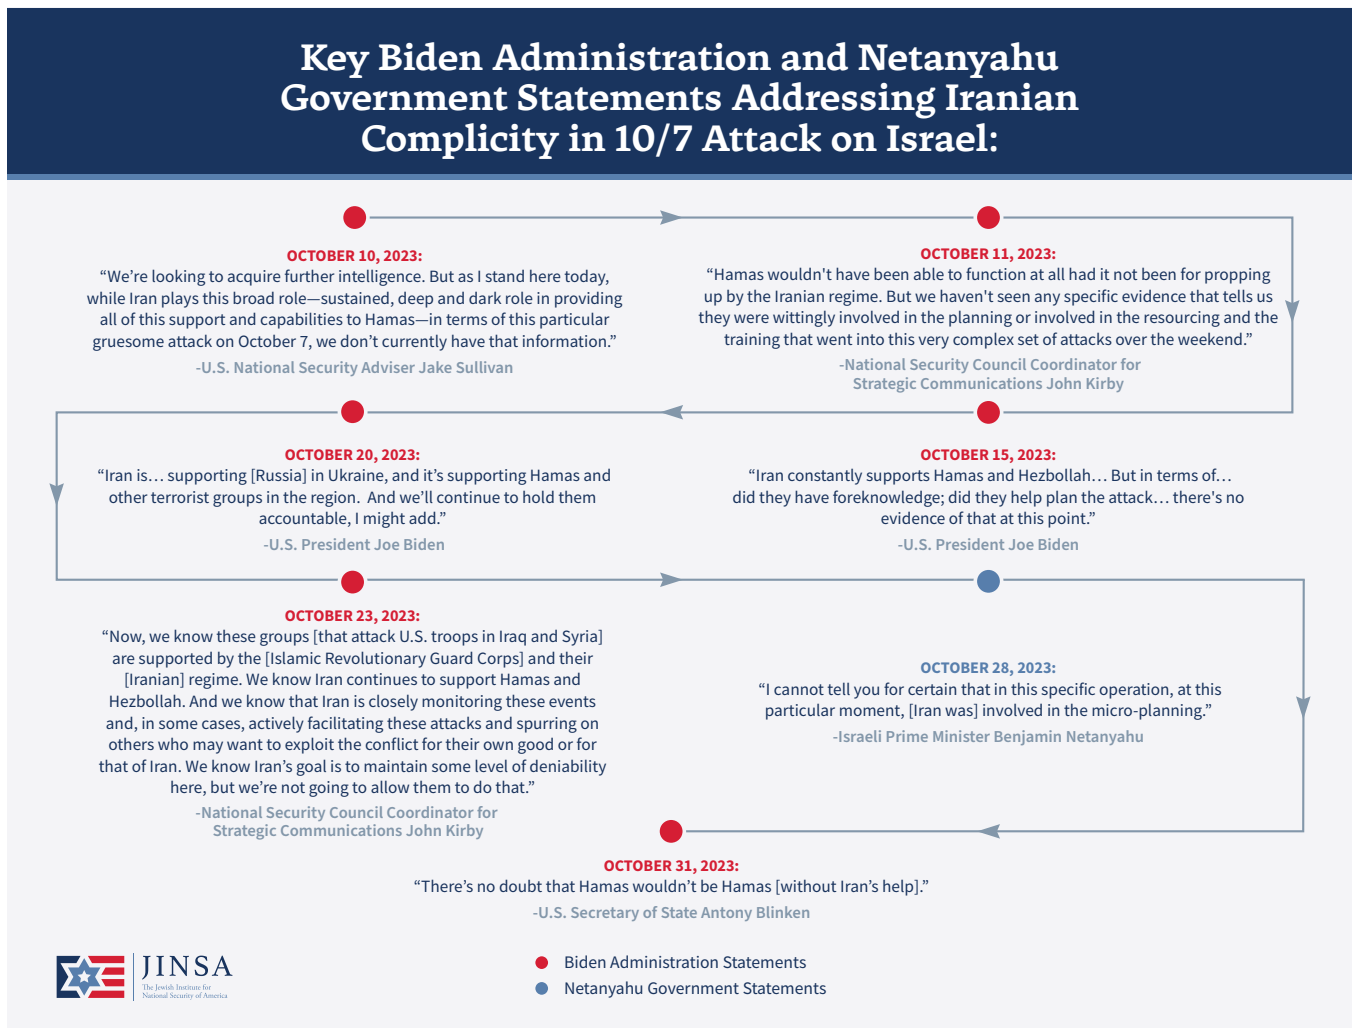 Key Biden Administration and Netanyahu
Government Statements Addressing Iranian
Complicity in 10/7 Attack on Israel:
OCTOBER 10, 2023:
“We’re looking to acquire further intelligence. But as I stand here today,
while Iran plays this broad role—sustained, deep and dark role in providing
all of this support and capabilities to Hamas—in terms of this particular
gruesome attack on October 7, we don’t currently have that information.”
-U.S. National Security Adviser Jake Sullivan
OCTOBER 11, 2023:
“Hamas wouldn't have been able to function at all had it not been for propping
up by the Iranian regime. But we haven't seen any specific evidence that tells us
they were wittingly involved in the planning or involved in the resourcing and the
training that went into this very complex set of attacks over the weekend.”
-National Security Council Coordinator for
Strategic Communications John Kirby
OCTOBER 15, 2023:
“Iran constantly supports Hamas and Hezbollah… But in terms of…
did they have foreknowledge; did they help plan the attack… there's no
evidence of that at this point.”
-U.S. President Joe Biden
OCTOBER 20, 2023:
“Iran is… supporting [Russia] in Ukraine, and it’s supporting Hamas and
other terrorist groups in the region. And we’ll continue to hold them
accountable, I might add.”
-U.S. President Joe Biden
OCTOBER 23, 2023:
“Now, we know these groups [that attack U.S. troops in Iraq and Syria]
are supported by the [Islamic Revolutionary Guard Corps] and their
[Iranian] regime. We know Iran continues to support Hamas and
Hezbollah. And we know that Iran is closely monitoring these events
and, in some cases, actively facilitating these attacks and spurring on
others who may want to exploit the conflict for their own good or for
that of Iran. We know Iran’s goal is to maintain some level of deniability
here, but we’re not going to allow them to do that.”
-National Security Council Coordinator for
Strategic Communications John Kirby
OCTOBER 28, 2023:
“I cannot tell you for certain that in this specific operation, at this
particular moment, [Iran was] involved in the micro-planning.”
-Israeli Prime Minister Benjamin Netanyahu
OCTOBER 31, 2023:
“There’s no doubt that Hamas wouldn’t be Hamas [without Iran’s help].”
-U.S. Secretary of State Antony Blinken
JINSA
The Jewish Institute for
National Security of America
Biden Administration Statements
Netanyahu Government Statements